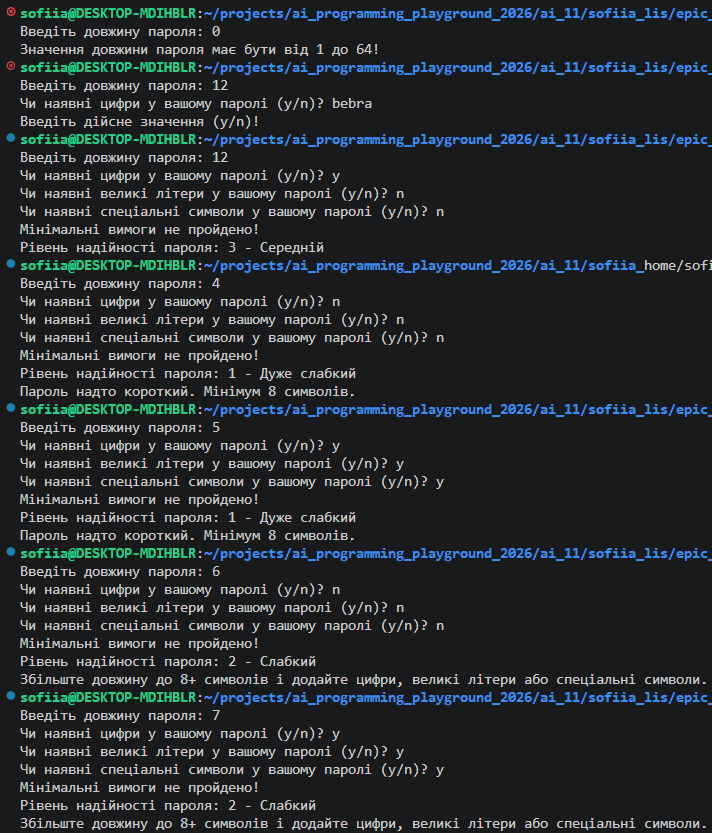 sofiia@DESKTOP-MDIHBLR:~/projects/ai_programming_playground_2026/ai_11/sofiia_lis/epic_
Введіть довжину пароля: 0
Значення довжини пароля має бути від 1 до 64!
sofiia@DESKTOP-MDIHBLR:~/projects/ai_programming_playground_2026/ai_11/sofiia_lis/epic_
Введіть довжину пароля: 12
Чи наявні цифри у вашому паролі (y/n)? bebra
Введіть дійсне значення (y/n)!
sofiia@DESKTOP-MDIHBLR:~/projects/ai_programming_playground_2026/ai_11/sofiia_lis/epic_
Введіть довжину пароля: 12
Чи наявні цифри у вашому паролі (y/n)? y
Чи наявні великі літери у вашому паролі (y/n)? n
Чи наявні спеціальні символи у вашому паролі (y/n)? n
Мінімальні вимоги не пройдено!
Рівень надійності пароля: 3 - Середній
sofiia@DESKTOP-MDIHBLR:~/projects/ai_programming_playground_2026/ai_11/sofiia_home/sofi
Введіть довжину пароля: 4
Чи наявні цифри у вашому паролі (y/n)? n
Чи наявні великі літери у вашому паролі (y/n)? n
Чи наявні спеціальні символи у вашому паролі (y/n)? n
Мінімальні вимоги не пройдено!
Рівень надійності пароля: 1 - Дуже слабкий
Пароль надто короткий. Мінімум 8 символів.
sofiia@DESKTOP-MDIHBLR:~/projects/ai_programming_playground_2026/ai_11/sofiia_lis/epic_
Введіть довжину пароля: 5
Чи наявні цифри у вашому паролі (y/n)? y
Чи наявні великі літери у вашому паролі (y/n)? y
Чи наявні спеціальні символи у вашому паролі (y/n)? y
Мінімальні вимоги не пройдено!
Рівень надійності пароля: 1 - Дуже слабкий
Пароль надто короткий. Мінімум 8 символів.
sofiia@DESKTOP-MDIHBLR:~/projects/ai_programming_playground_2026/ai_11/sofiia_lis/epic_
Введіть довжину пароля: 6
Чи наявні цифри у вашому паролі (y/n)? n
Чи наявні великі літери у вашому паролі (y/n)? n
Чи наявні спеціальні символи у вашому паролі (y/n)? n
Мінімальні вимоги не пройдено!
Рівень надійності пароля: 2 - Слабкий
Збільште довжину до 8+ символів і додайте цифри, великі літери або спеціальні символи.
sofiia@DESKTOP-MDIHBLR:~/projects/ai_programming_playground_2026/ai_11/sofiia_lis/epic_
Введіть довжину пароля: 7
Чи наявні цифри у вашому паролі (y/n)? y
Чи наявні великі літери у вашому паролі (y/n)? y
Чи наявні спеціальні символи у вашому паролі (y/n)? y
Мінімальні вимоги не пройдено!
Рівень надійності пароля: 2 - Слабкий
Збільште довжину до 8+ символів і додайте цифри, великі літери або спеціальні символи.